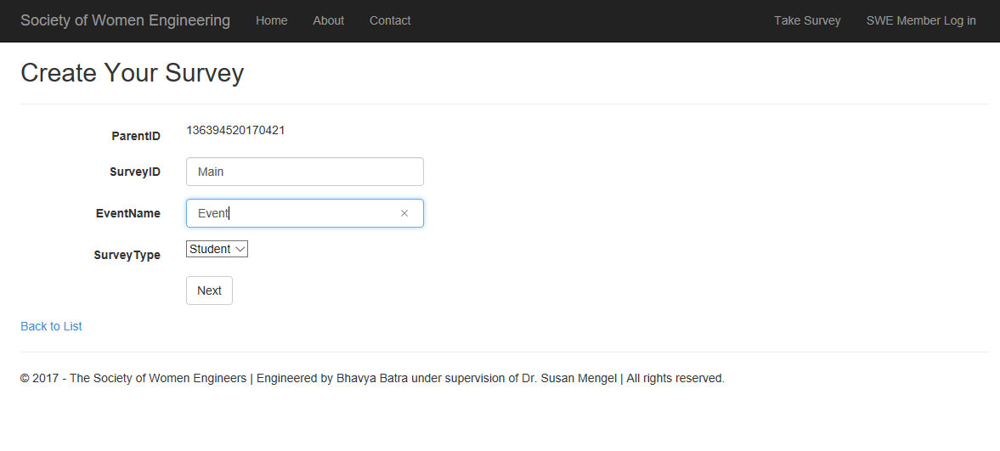 Society of Women Engineering Home About Contact Take Survey SWE Member Log in
Create Your Survey
ParentID 136394520170421
SurveyID Main
EventName Event
SurveyType Student
Next
Back to List
© 2017 - The Society of Women Engineers | Engineered by Bhavya Batra under supervision of Dr. Susan Mengel | All rights reserved.